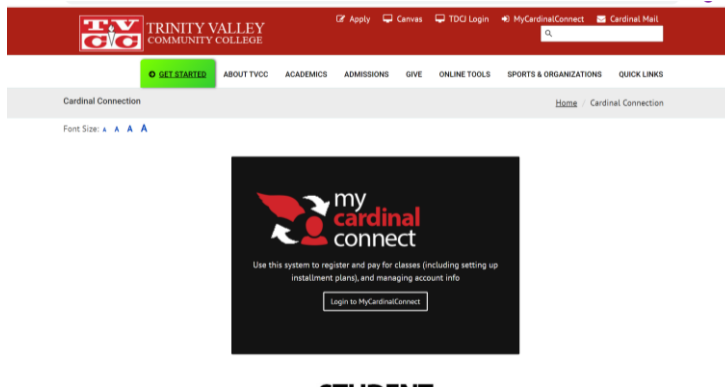 TVCC
TRINITY VALLEY
COMMUNITY COLLEGE
Apply Canvas TDCJ Login MyCardinalConnect Cardinal Mail
GET STARTED ABOUT TVCC ACADEMICS ADMISSIONS GIVE ONLINE TOOLS SPORTS & ORGANIZATIONS QUICK LINKS
Cardinal Connection Home / Cardinal Connection
Font Size: A A A A
my
cardinal
connect
Use this system to register and pay for classes (including setting up
installment plans), and managing account info
Login to MyCardinalConnect
STUDENT